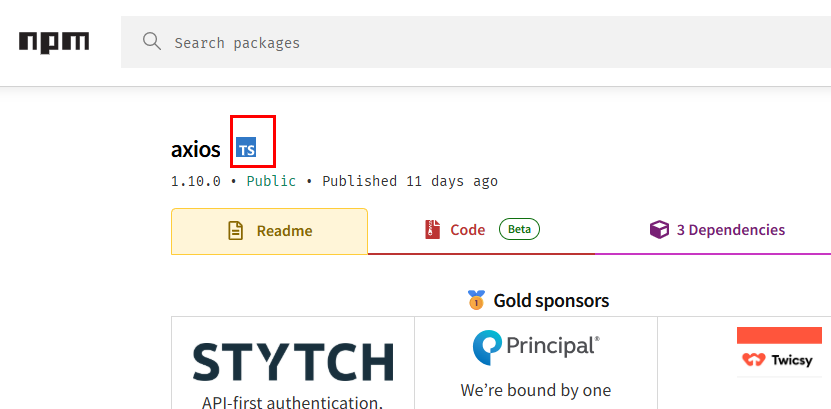 npm
Search packages
axios TS
1.10.0 • Public • Published 11 days ago
Readme
Code Beta
3 Dependencies
🥇 Gold sponsors
STYTCH
API-first authentication,
Principal®
We’re bound by one
Twicsy